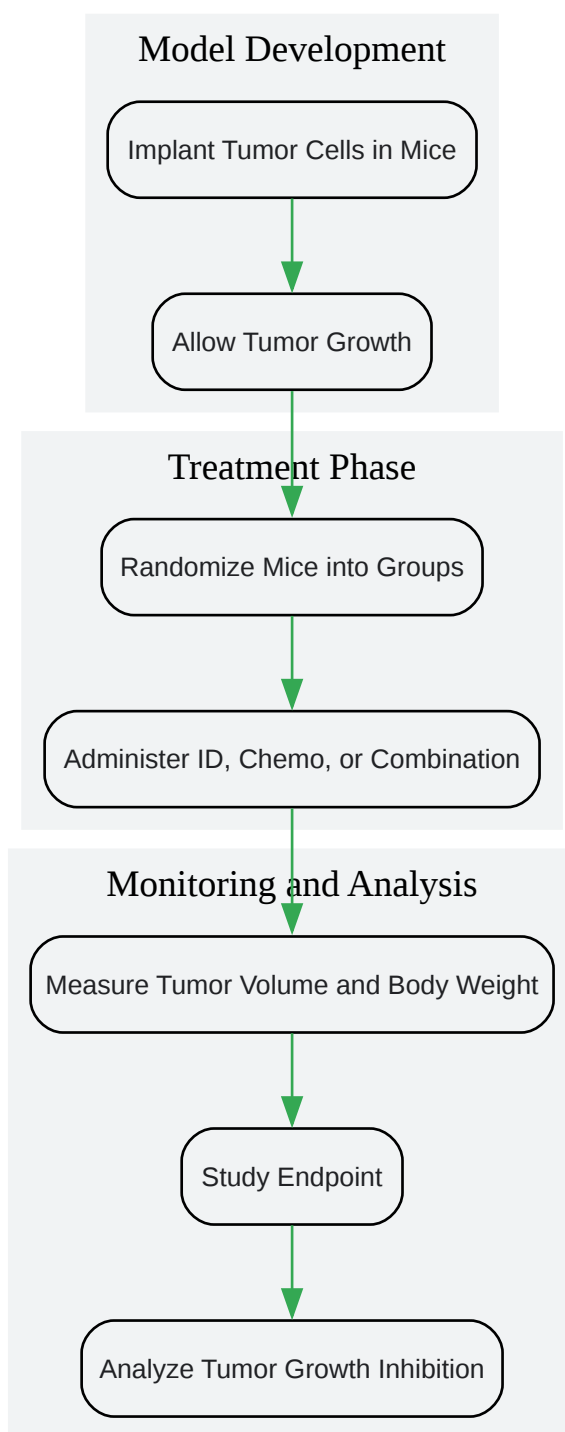 Model Development
Implant Tumor Cells in Mice
Allow Tumor Growth
Treatment Phase
Randomize Mice into Groups
Administer ID, Chemo, or Combination
Monitoring and Analysis
Measure Tumor Volume and Body Weight
Study Endpoint
Analyze Tumor Growth Inhibition